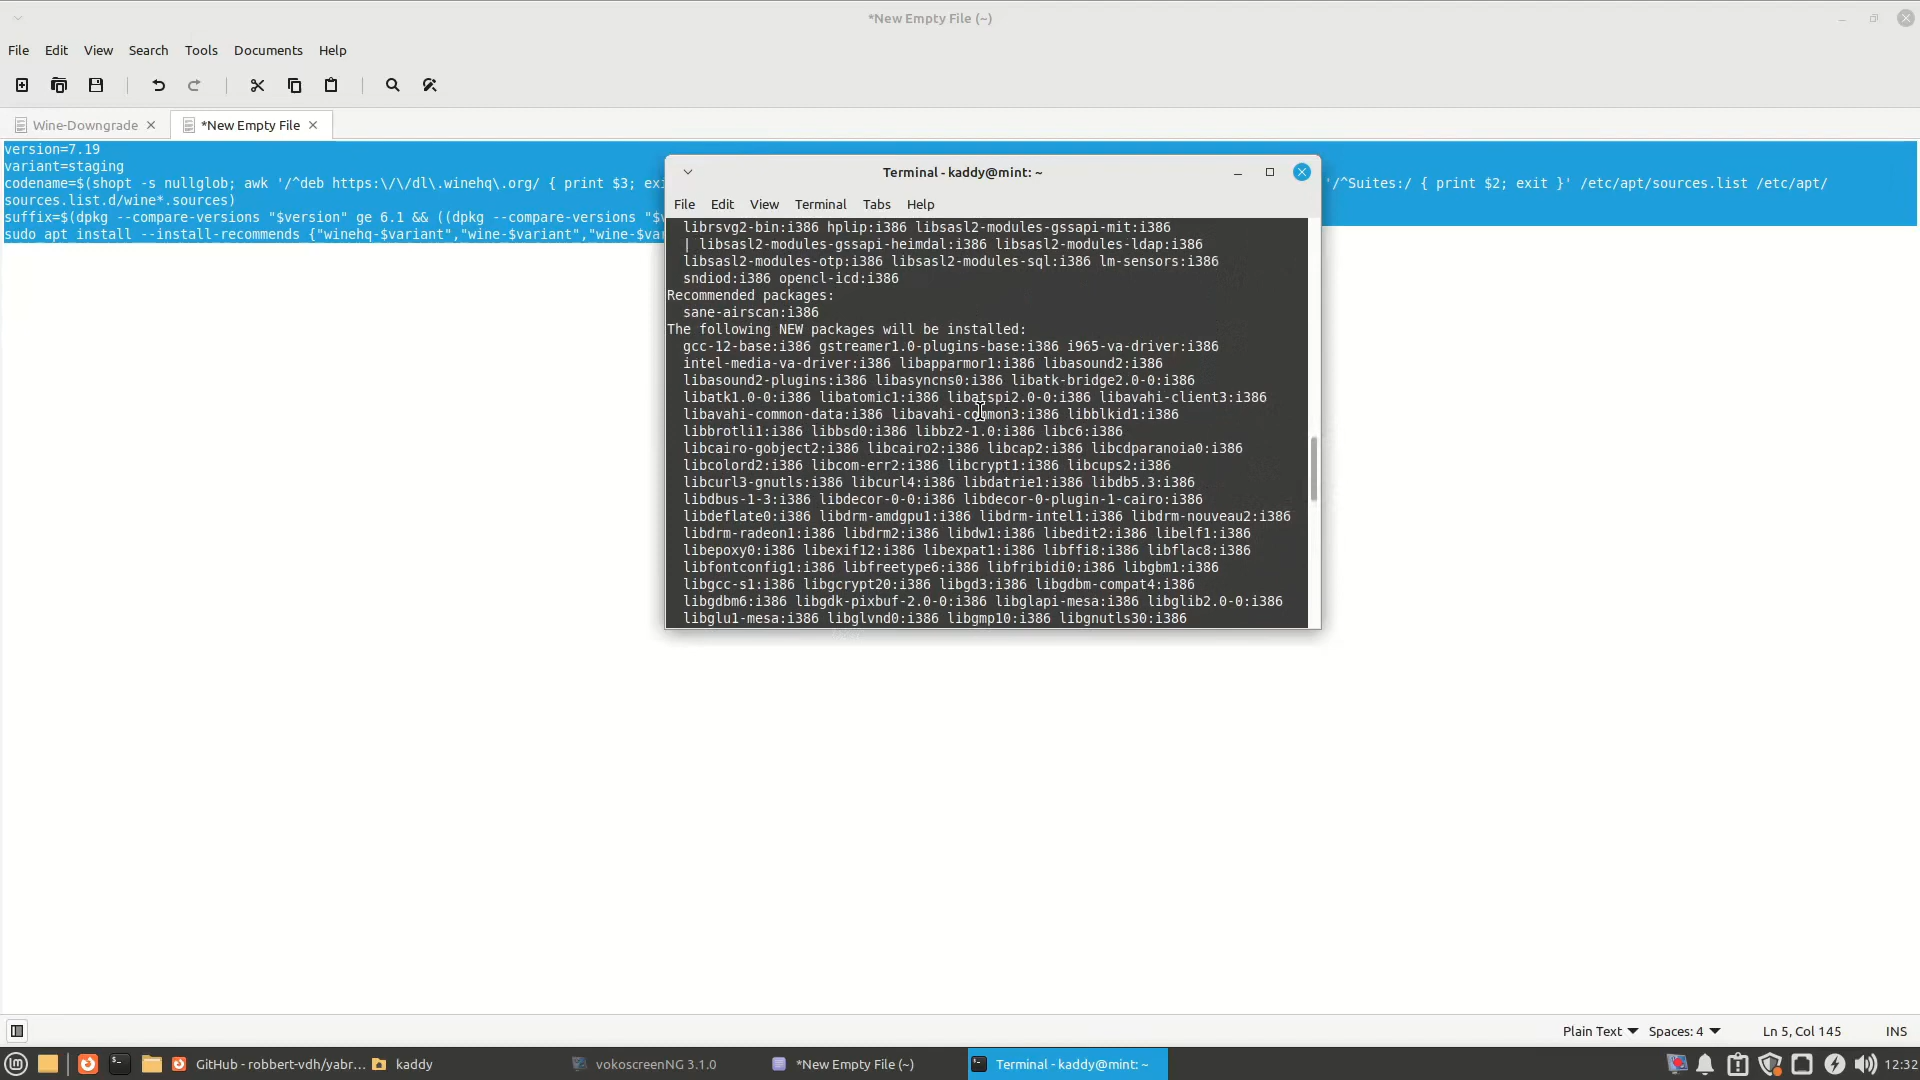 *New Empty File (~)
File Edit View Search Tools Documents Help
Wine-Downgrade *New Empty File
version=7.19
variant=staging
codename=$(shopt -s nullglob; awk '/^deb https:\/\/dl\.winehq\.org/ { print $3; exi '/^Suites:/ { print $2; exit }' /etc/apt/sources.list /etc/apt/
sources.list.d/wine*.sources)
suffix=$(dpkg --compare-versions "$version" ge 6.1 && ((dpkg --compare-versions "$v
sudo apt install --install-recommends {"winehq-$variant","wine-$variant","wine-$var
Terminal - kaddy@mint: ~
File Edit View Terminal Tabs Help
librsvg2-bin:i386 hplip:i386 libsasl2-modules-gssapi-mit:i386
| libsasl2-modules-gssapi-heimdal:i386 libsasl2-modules-ldap:i386
libsasl2-modules-otp:i386 libsasl2-modules-sql:i386 lm-sensors:i386
sndiod:i386 opencl-icd:i386
Recommended packages:
sane-airscan:i386
The following NEW packages will be installed:
gcc-12-base:i386 gstreamer1.0-plugins-base:i386 i965-va-driver:i386
intel-media-va-driver:i386 libapparmor1:i386 libasound2:i386
libasound2-plugins:i386 libasyncns0:i386 libatk-bridge2.0-0:i386
libatk1.0-0:i386 libatomic1:i386 libatspi2.0-0:i386 libavahi-client3:i386
libavahi-common-data:i386 libavahi-common3:i386 libblkid1:i386
libbrotli1:i386 libbsd0:i386 libbz2-1.0:i386 libc6:i386
libcairo-gobject2:i386 libcairo2:i386 libcap2:i386 libcdparanoia0:i386
libcolord2:i386 libcom-err2:i386 libcrypt1:i386 libcups2:i386
libcurl3-gnutls:i386 libcurl4:i386 libdatrie1:i386 libdb5.3:i386
libdbus-1-3:i386 libdecor-0-0:i386 libdecor-0-plugin-1-cairo:i386
libdeflate0:i386 libdrm-amdgpu1:i386 libdrm-intel1:i386 libdrm-nouveau2:i386
libdrm-radeon1:i386 libdrm2:i386 libdw1:i386 libedit2:i386 libelf1:i386
libepoxy0:i386 libexif12:i386 libexpat1:i386 libffi8:i386 libflac8:i386
libfontconfig1:i386 libfreetype6:i386 libfribidi0:i386 libgbm1:i386
libgcc-s1:i386 libgcrypt20:i386 libgd3:i386 libgdbm-compat4:i386
libgdbm6:i386 libgdk-pixbuf-2.0-0:i386 libglapi-mesa:i386 libglib2.0-0:i386
libglu1-mesa:i386 libglvnd0:i386 libgmp10:i386 libgnutls30:i386
Plain Text Spaces: 4 Ln 5, Col 145 INS
GitHub - robbert-vdh/yabr... kaddy vokoscreenNG 3.1.0 *New Empty File (~) Terminal - kaddy@mint: ~ 12:32